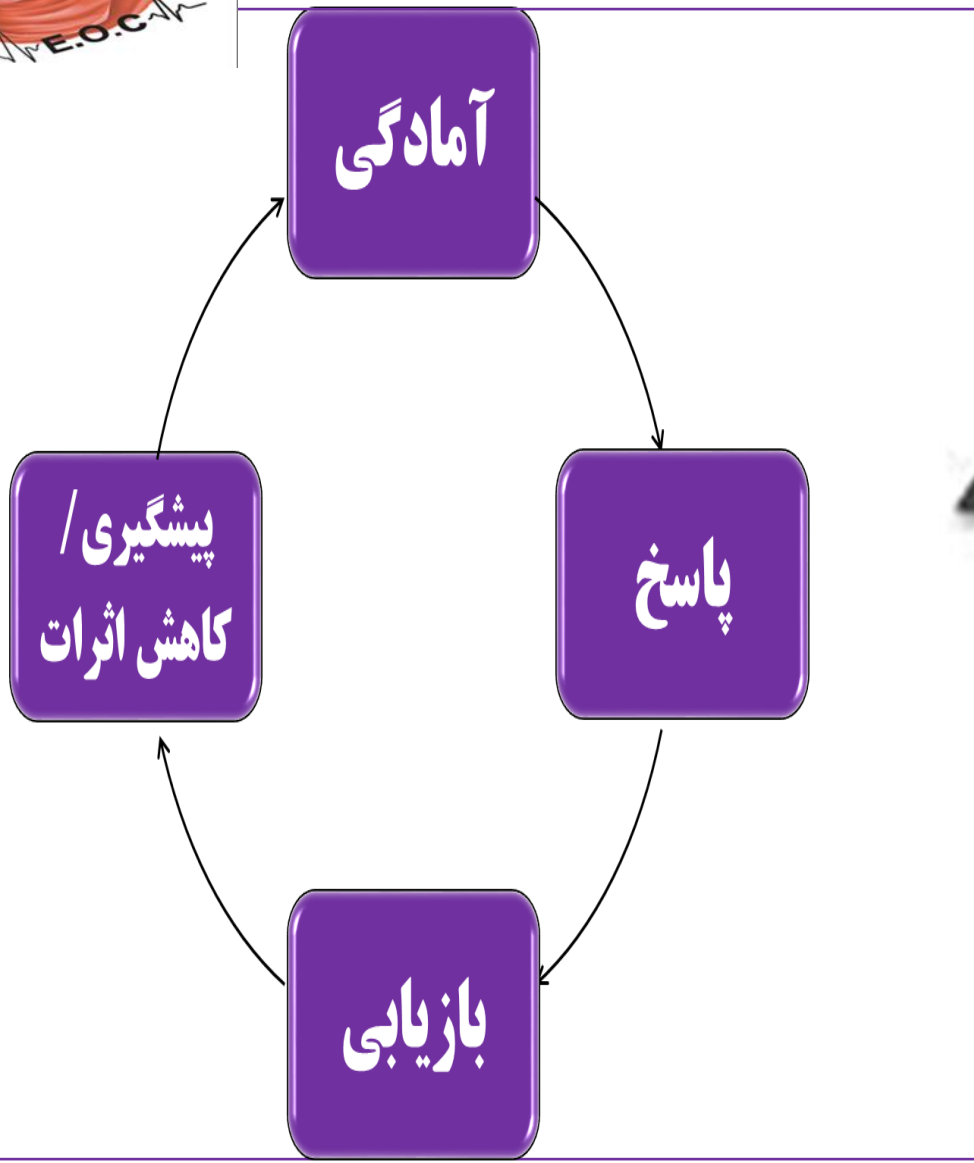 E.O.C
آمادگی
پاسخ
پیشگیری /
کاهش اثرات
بازیابی